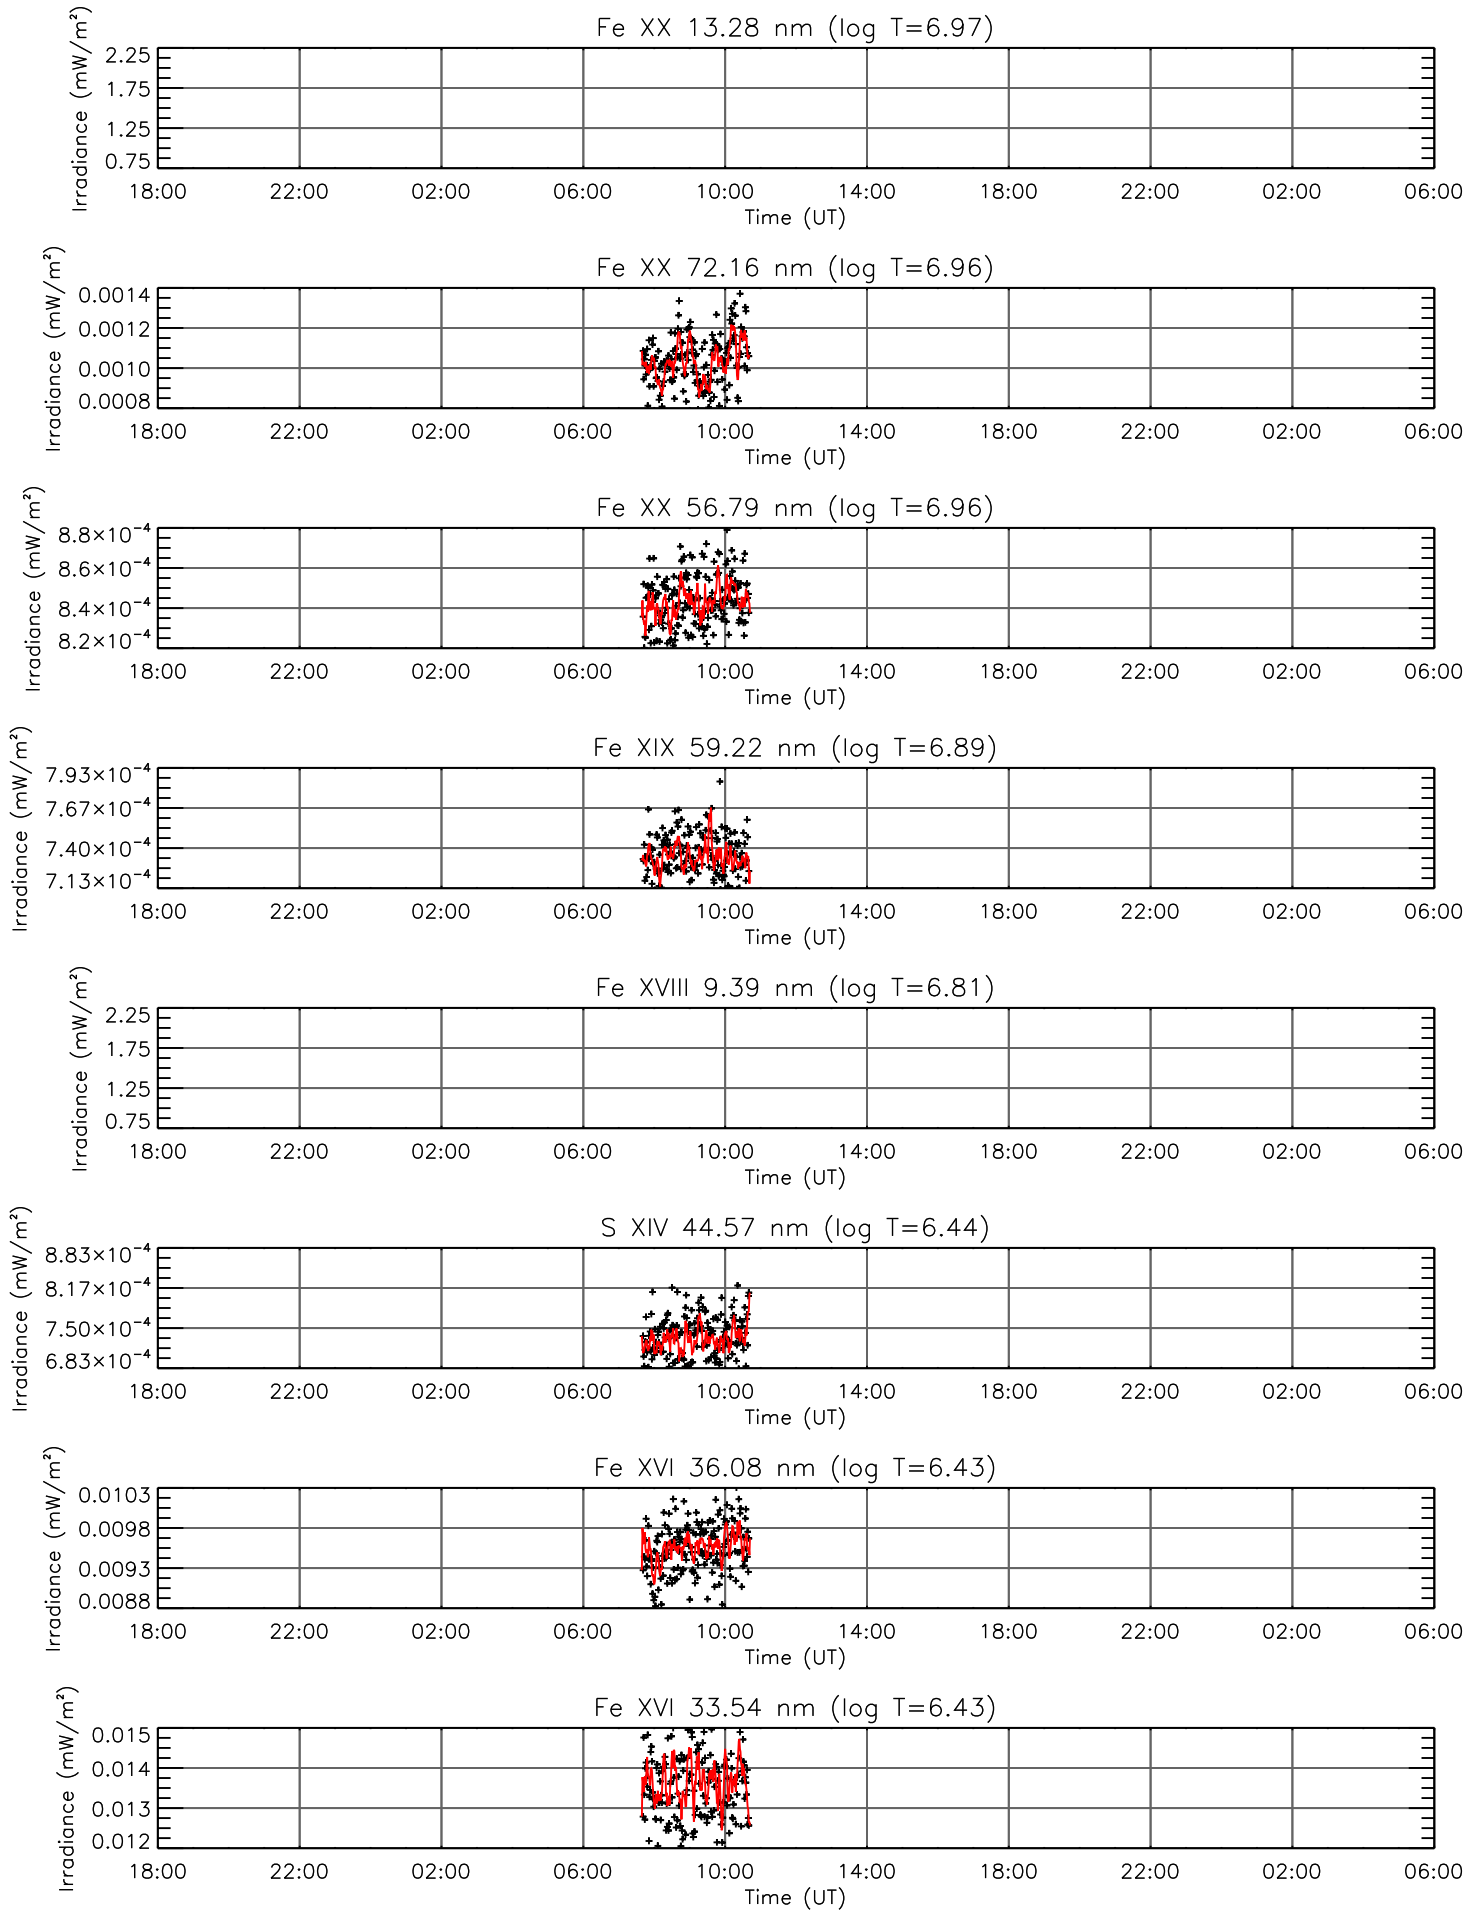 Fe XX 13.28 nm (log T=6.97)
Irradiance (mW/m²)
2.25
1.75
1.25
0.75
18:00 22:00 02:00 06:00 10:00 14:00 18:00 22:00 02:00 06:00
Time (UT)
Fe XX 72.16 nm (log T=6.96)
Irradiance (mW/m²)
0.0014
0.0012
0.0010
0.0008
18:00 22:00 02:00 06:00 10:00 14:00 18:00 22:00 02:00 06:00
Time (UT)
Fe XX 56.79 nm (log T=6.96)
Irradiance (mW/m²)
8.8×10⁻⁴
8.6×10⁻⁴
8.4×10⁻⁴
8.2×10⁻⁴
18:00 22:00 02:00 06:00 10:00 14:00 18:00 22:00 02:00 06:00
Time (UT)
Fe XIX 59.22 nm (log T=6.89)
Irradiance (mW/m²)
7.93×10⁻⁴
7.67×10⁻⁴
7.40×10⁻⁴
7.13×10⁻⁴
18:00 22:00 02:00 06:00 10:00 14:00 18:00 22:00 02:00 06:00
Time (UT)
Fe XVIII 9.39 nm (log T=6.81)
Irradiance (mW/m²)
2.25
1.75
1.25
0.75
18:00 22:00 02:00 06:00 10:00 14:00 18:00 22:00 02:00 06:00
Time (UT)
S XIV 44.57 nm (log T=6.44)
Irradiance (mW/m²)
8.83×10⁻⁴
8.17×10⁻⁴
7.50×10⁻⁴
6.83×10⁻⁴
18:00 22:00 02:00 06:00 10:00 14:00 18:00 22:00 02:00 06:00
Time (UT)
Fe XVI 36.08 nm (log T=6.43)
Irradiance (mW/m²)
0.0103
0.0098
0.0093
0.0088
18:00 22:00 02:00 06:00 10:00 14:00 18:00 22:00 02:00 06:00
Time (UT)
Fe XVI 33.54 nm (log T=6.43)
Irradiance (mW/m²)
0.015
0.014
0.013
0.012
18:00 22:00 02:00 06:00 10:00 14:00 18:00 22:00 02:00 06:00
Time (UT)